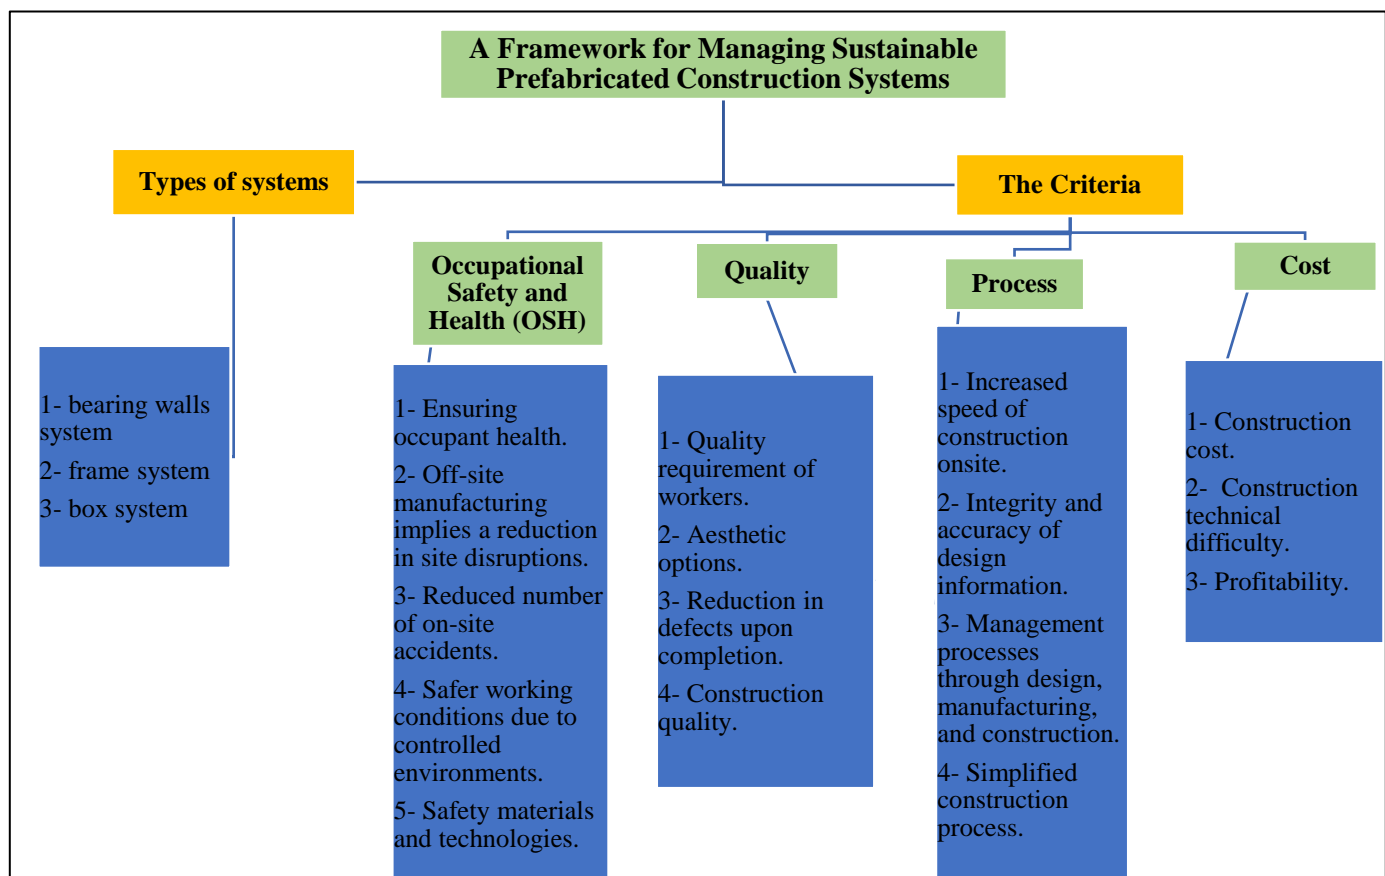 A Framework for Managing Sustainable
Prefabricated Construction Systems
Types of systems
The Criteria
1- bearing walls
system
2- frame system
3- box system
Occupational
Safety and
Health (OSH)
1- Ensuring
occupant health.
2- Off-site
manufacturing
implies a reduction
in site disruptions.
3- Reduced number
of on-site
accidents.
4- Safer working
conditions due to
controlled
environments.
5- Safety materials
and technologies.
Quality
1- Quality
requirement of
workers.
2- Aesthetic
options.
3- Reduction in
defects upon
completion.
4- Construction
quality.
Process
1- Increased
speed of
construction
onsite.
2- Integrity and
accuracy of
design
information.
3- Management
processes
through design,
manufacturing,
and construction.
4- Simplified
construction
process.
Cost
1- Construction
cost.
2-  Construction
technical
difficulty.
3- Profitability.